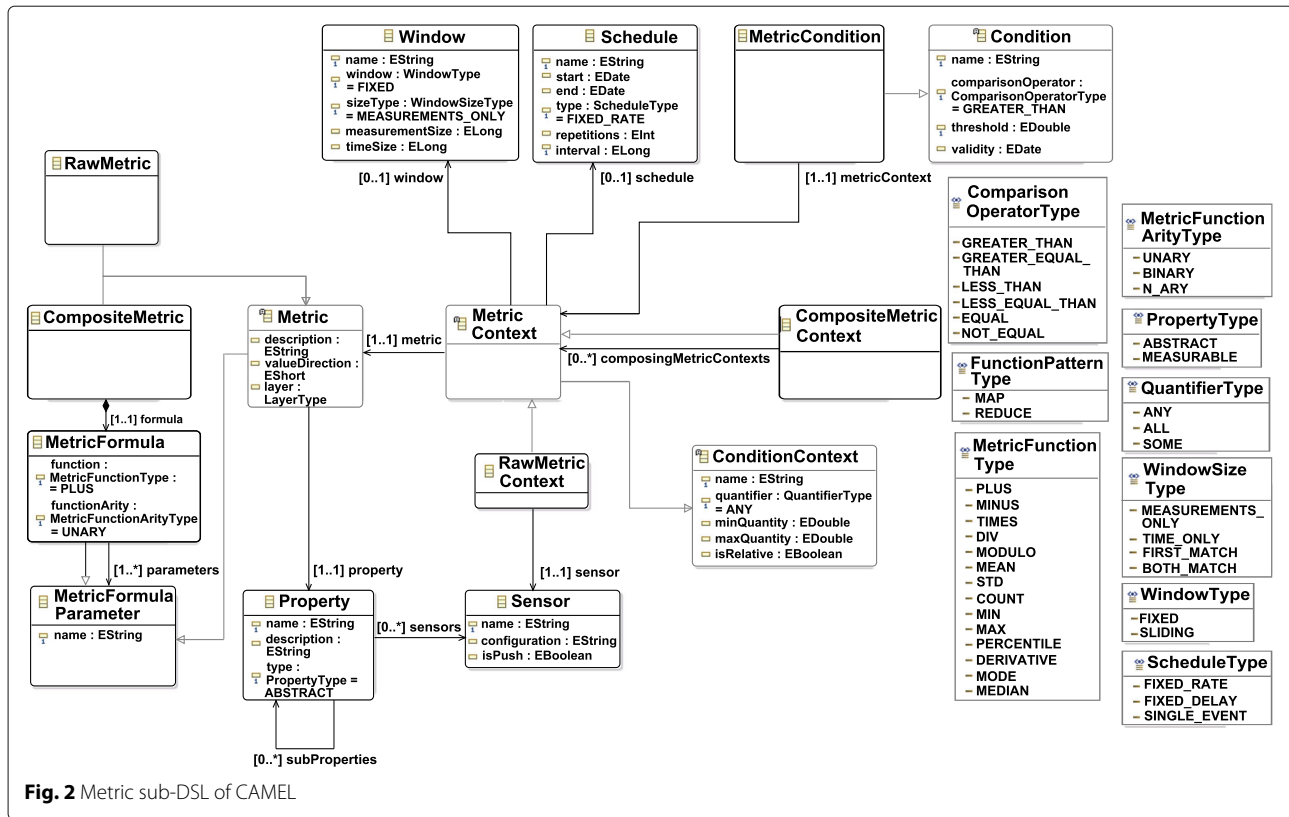 Window
name : EString
window : WindowType
= FIXED
sizeType : WindowSizeType
= MEASUREMENTS_ONLY
measurementSize : ELong
timeSize : ELong
Schedule
name : EString
start : EDate
end : EDate
type : ScheduleType
= FIXED_RATE
repetitions : EInt
interval : ELong
MetricCondition
Condition
name : EString
comparisonOperator :
ComparisonOperatorType
= GREATER_THAN
threshold : EDouble
validity : EDate
[0..1] window
[0..1] schedule
[1..1] metricContext
RawMetric
CompositeMetric
Metric
description :
EString
valueDirection :
EShort
layer :
LayerType
[1..1] metric
Metric
Context
[0..*] composingMetricContexts
CompositeMetric
Context
[1..1] formula
MetricFormula
function :
MetricFunctionType :
= PLUS
functionArity :
MetricFunctionArityType
= UNARY
[1..*] parameters
MetricFormula
Parameter
name : EString
RawMetric
Context
ConditionContext
name : EString
quantifier : QuantifierType
= ANY
minQuantity : EDouble
maxQuantity : EDouble
isRelative : EBoolean
[1..1] property
[1..1] sensor
Property
name : EString
description :
EString
type :
PropertyType =
ABSTRACT
[0..*] sensors
Sensor
name : EString
configuration : EString
isPush : EBoolean
[0..*] subProperties
Comparison
OperatorType
GREATER_THAN
GREATER_EQUAL_
THAN
LESS_THAN
LESS_EQUAL_THAN
EQUAL
NOT_EQUAL
FunctionPattern
Type
MAP
REDUCE
MetricFunction
Type
PLUS
MINUS
TIMES
DIV
MODULO
MEAN
STD
COUNT
MIN
MAX
PERCENTILE
DERIVATIVE
MODE
MEDIAN
MetricFunction
ArityType
UNARY
BINARY
N_ARY
PropertyType
ABSTRACT
MEASURABLE
QuantifierType
ANY
ALL
SOME
WindowSize
Type
MEASUREMENTS_
ONLY
TIME_ONLY
FIRST_MATCH
BOTH_MATCH
WindowType
FIXED
SLIDING
ScheduleType
FIXED_RATE
FIXED_DELAY
SINGLE_EVENT
Fig. 2 Metric sub-DSL of CAMEL